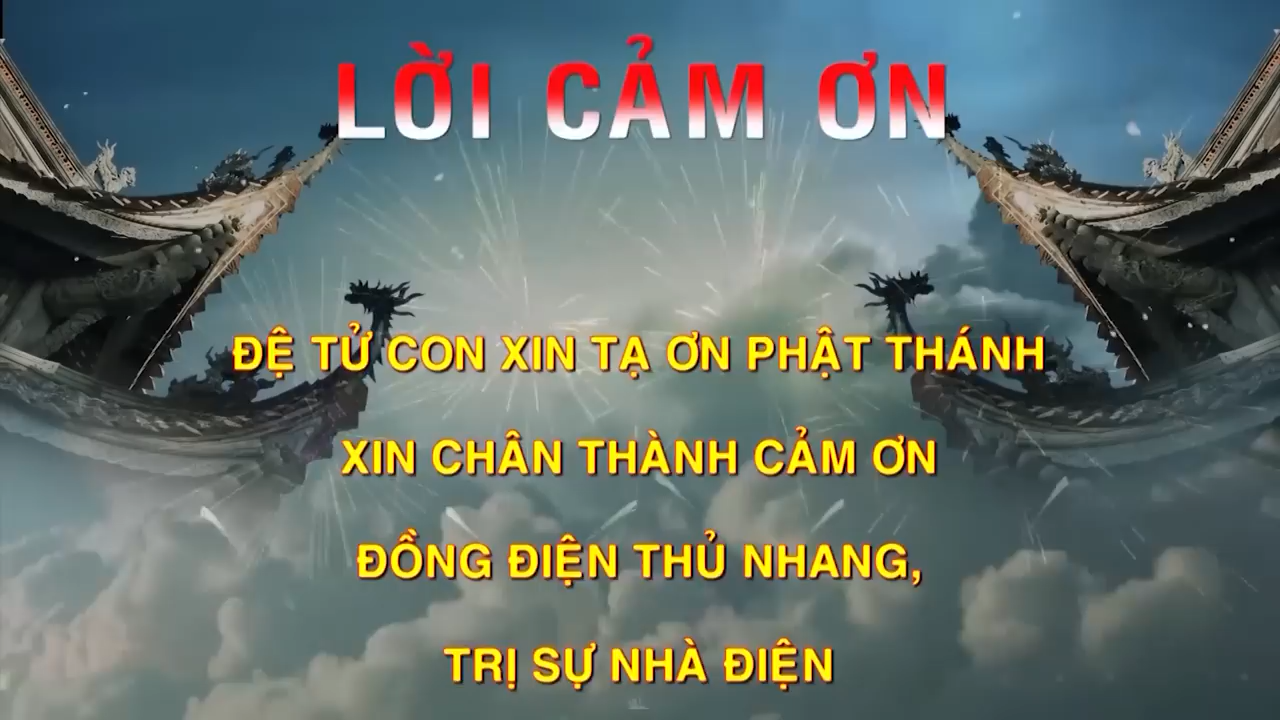 LỜI CẢM ƠN
ĐỆ TỬ CON XIN TẠ ƠN PHẬT THÁNH
XIN CHÂN THÀNH CẢM ƠN
ĐỒNG ĐIỆN THỦ NHANG,
TRỊ SỰ NHÀ ĐIỆN